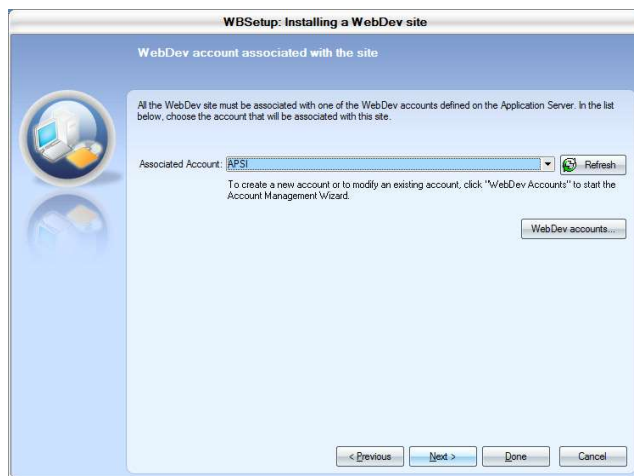 WBSetup: Installing a WebDev site
WebDev account associated with the site
All the WebDev site must be associated with one of the WebDev accounts defined on the Application Server. In the list
below, choose the account that will be associated with this site.
Associated Account: APSI Refresh
To create a new account or to modify an existing account, click "WebDev Accounts" to start the
Account Management Wizard.
WebDev accounts...
< Previous Next > Done Cancel